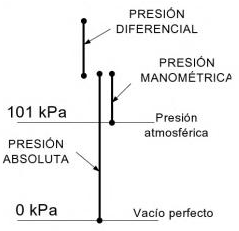 PRESIÓN
DIFERENCIAL
PRESIÓN
MANOMÉTRICA
101 kPa
Presión
atmosférica
PRESIÓN
ABSOLUTA
0 kPa
Vacío perfecto